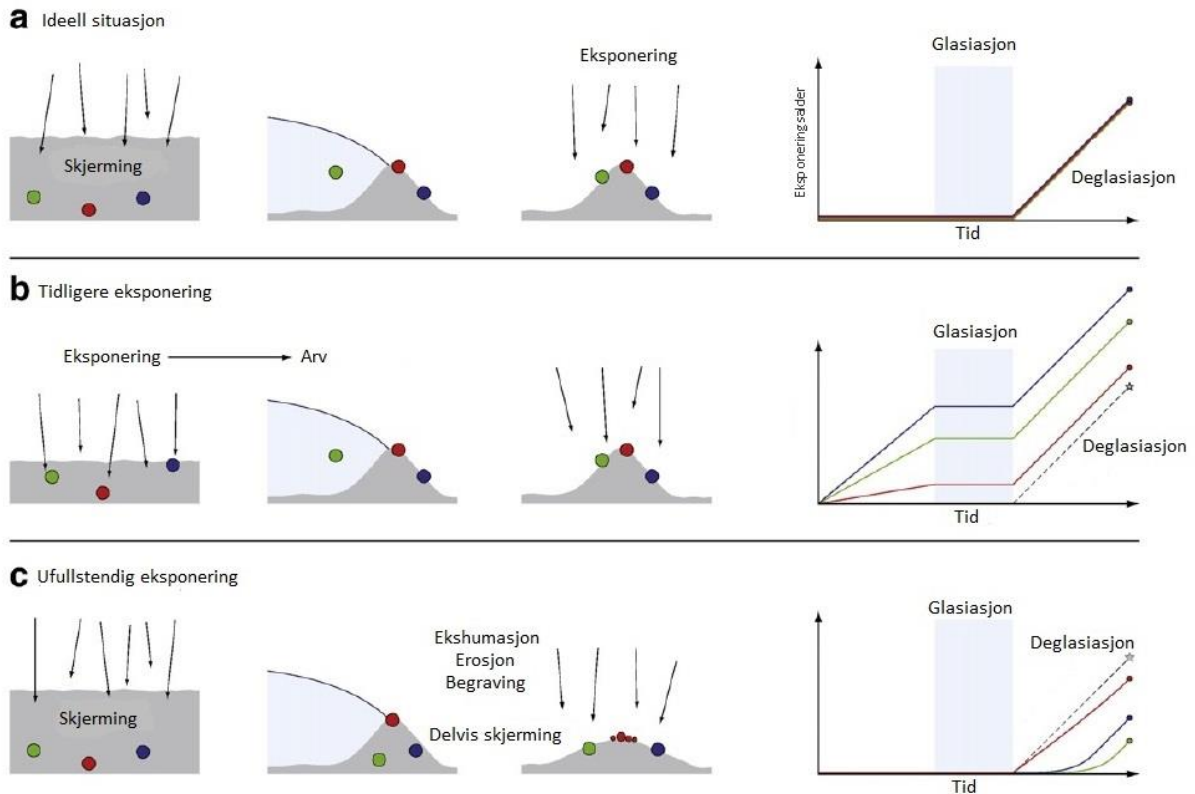 a Ideell situasjon
Skjerming
Eksponering
Eksponeringsalder
Glasiasjon
Deglasiasjon
Tid
b Tidligere eksponering
Eksponering
Arv
Glasiasjon
Deglasiasjon
Tid
c Ufullstendig eksponering
Skjerming
Ekshumasjon
Erosjon
Begraving
Delvis skjerming
Glasiasjon
Deglasiasjon
Tid